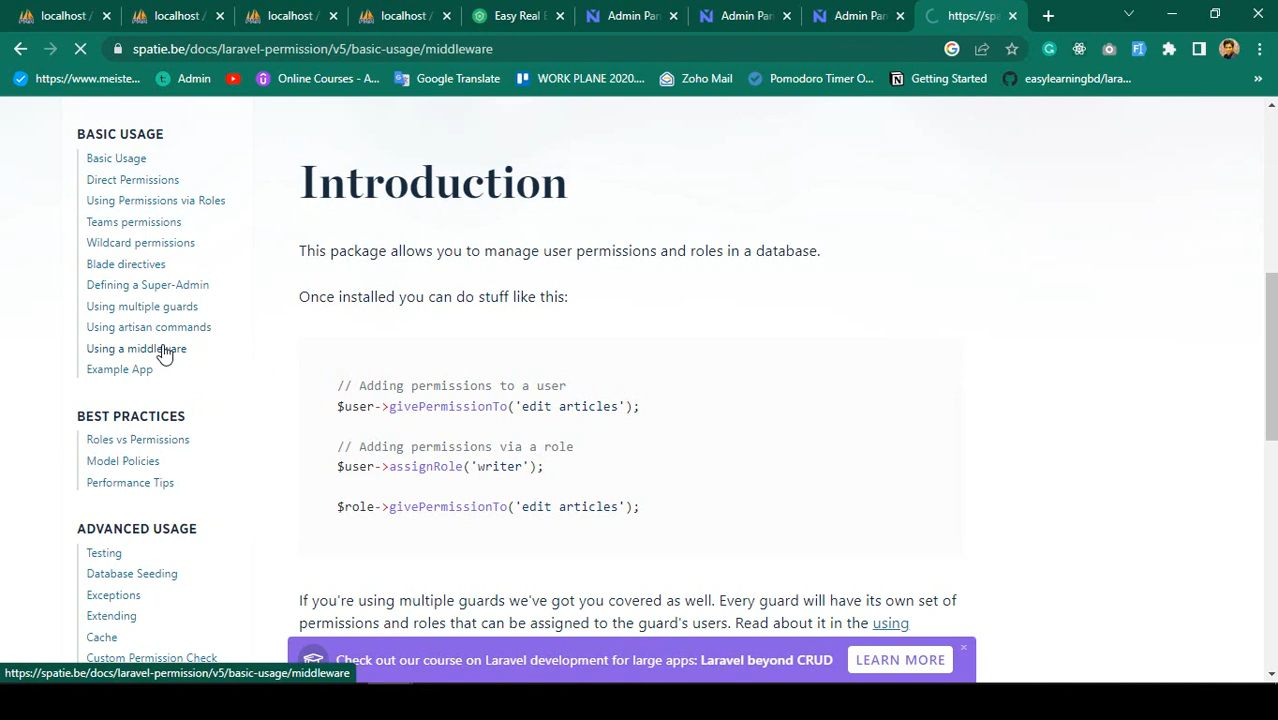 localhost /
localhost /
localhost /
localhost /
Easy Real E
Admin Pan
Admin Pan
Admin Pan
https://spa
spatie.be/docs/laravel-permission/v5/basic-usage/middleware
https://www.meiste...
Admin
Online Courses - A...
Google Translate
WORK PLANE 2020....
Zoho Mail
Pomodoro Timer O...
Getting Started
easylearningbd/lara...
BASIC USAGE
Basic Usage
Direct Permissions
Using Permissions via Roles
Teams permissions
Wildcard permissions
Blade directives
Defining a Super-Admin
Using multiple guards
Using artisan commands
Using a middleware
Example App
BEST PRACTICES
Roles vs Permissions
Model Policies
Performance Tips
ADVANCED USAGE
Testing
Database Seeding
Exceptions
Extending
Cache
Custom Permission Check
Introduction
This package allows you to manage user permissions and roles in a database.
Once installed you can do stuff like this:
// Adding permissions to a user
$user->givePermissionTo('edit articles');
// Adding permissions via a role
$user->assignRole('writer');
$role->givePermissionTo('edit articles');
If you're using multiple guards we've got you covered as well. Every guard will have its own set of
permissions and roles that can be assigned to the guard's users. Read about it in the using
Check out our course on Laravel development for large apps: Laravel beyond CRUD
LEARN MORE
https://spatie.be/docs/laravel-permission/v5/basic-usage/middleware